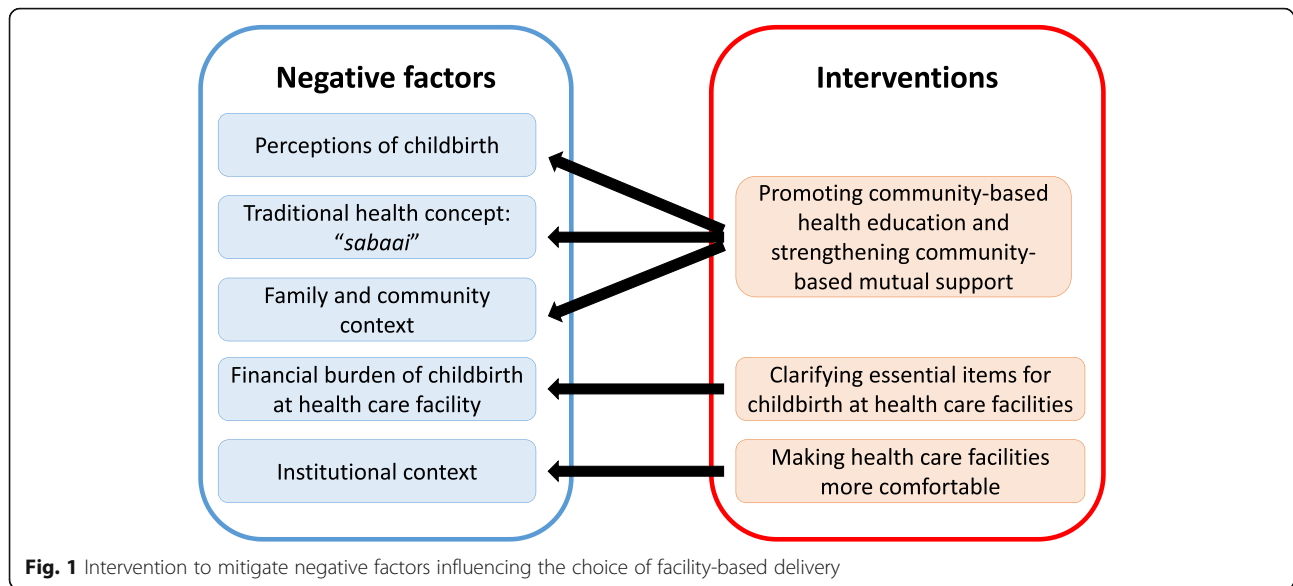 Negative factors
Perceptions of childbirth
Traditional health concept:
“sabaai”
Family and community
context
Financial burden of childbirth
at health care facility
Institutional context
Interventions
Promoting community-based
health education and
strengthening community-
based mutual support
Clarifying essential items for
childbirth at health care facilities
Making health care facilities
more comfortable
Fig. 1 Intervention to mitigate negative factors influencing the choice of facility-based delivery